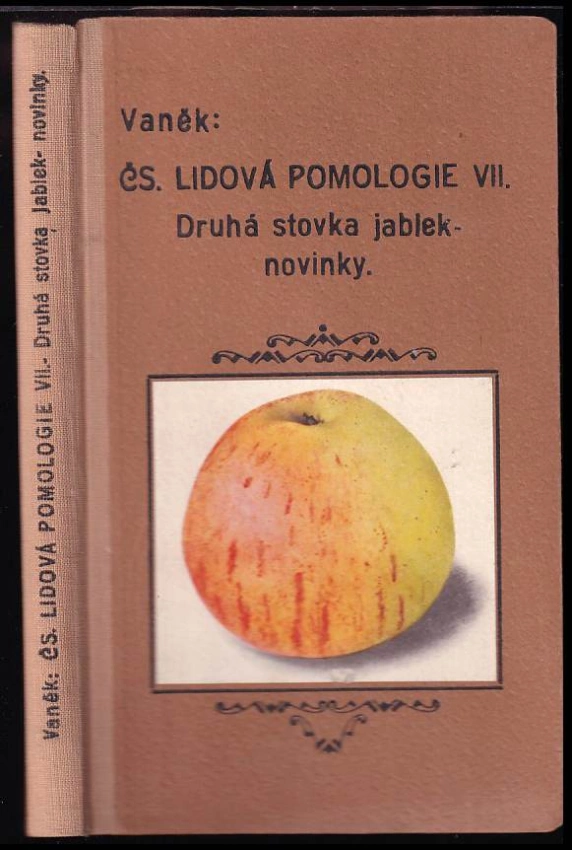 Vaněk: ČS. LIDOVÁ POMOLOGIE VII.- Druhá stovka jablek- novinky.
Vaněk:
ČS. LIDOVÁ POMOLOGIE VII.
Druhá stovka jablek-
novinky.